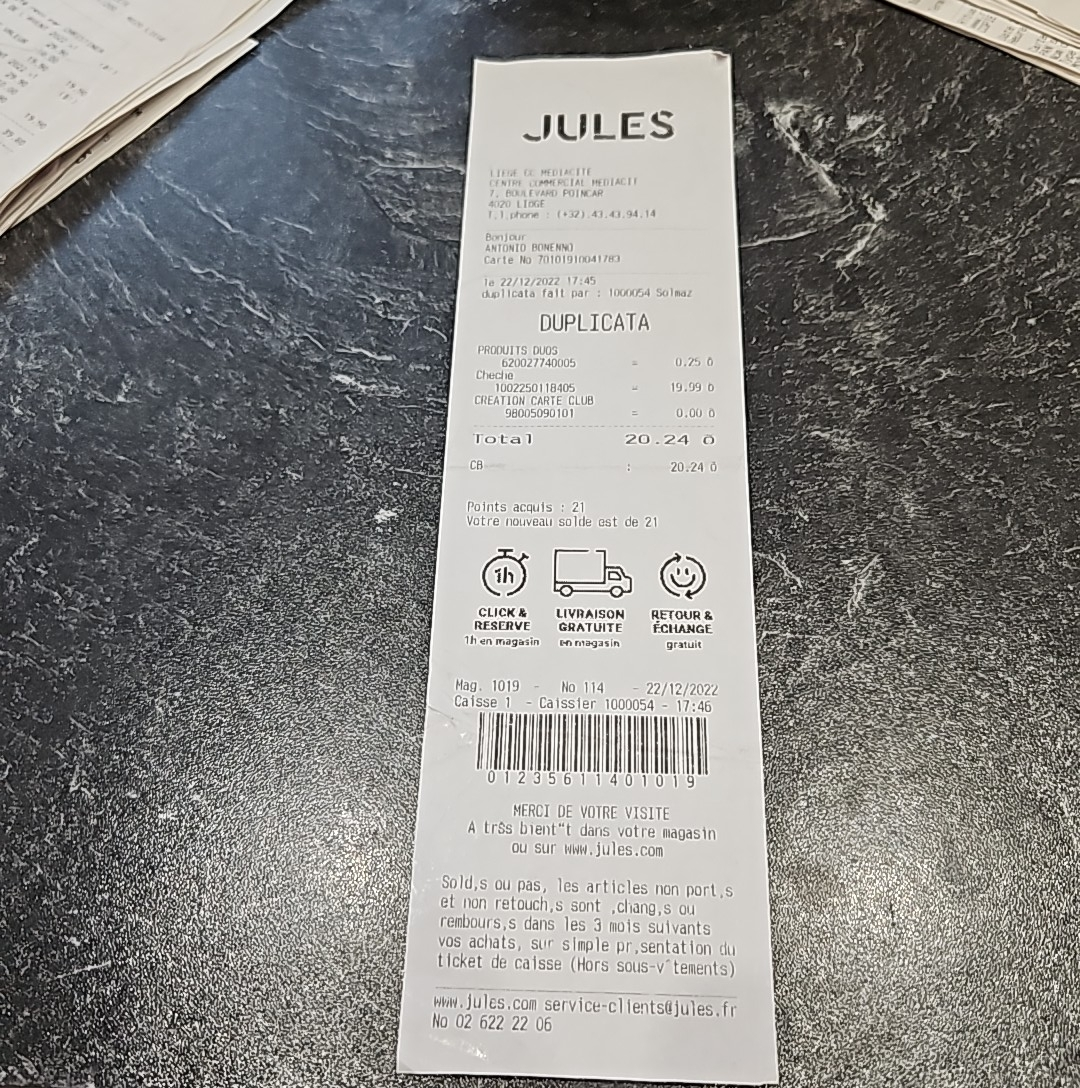 JULES
LIEGE CC MEDIACITE
CENTRE COMMERCIAL MEDIACIT
7, BOULEVARD POINCAR
4020 LIÖGE
T,l,phone : (+32).43.43.94.14
Bonjour
ANTONIO BONENNO
Carte No 70101910041783
le 22/12/2022 17:45
duplicata fait par : 1000054 Solmaz
DUPLICATA
PRODUITS DUOS
620027740005 = 0.25 õ
Cheche
1002250118405 = 19.99 õ
CREATION CARTE CLUB
98005090101 = 0.00 õ
Total 20.24 õ
CB : 20.24 õ
Points acquis : 21
Votre nouveau solde est de 21
1h
CLICK & RESERVE 1h en magasin
LIVRAISON GRATUITE en magasin
RETOUR & ÉCHANGE gratuit
Mag. 1019 - No 114 - 22/12/2022
Caisse 1 - Caissier 1000054 - 17:46
01235611401019
MERCI DE VOTRE VISITE
A trSs bient"t dans votre magasin
ou sur www.jules.com
Sold,s ou pas, les articles non port,s
et non retouch,s sont ,chang,s ou
rembours,s dans les 3 mois suivants
vos achats, sur simple pr,sentation du
ticket de caisse (Hors sous-vˆtements)
www.jules.com service-clients@jules.fr
No 02 622 22 06